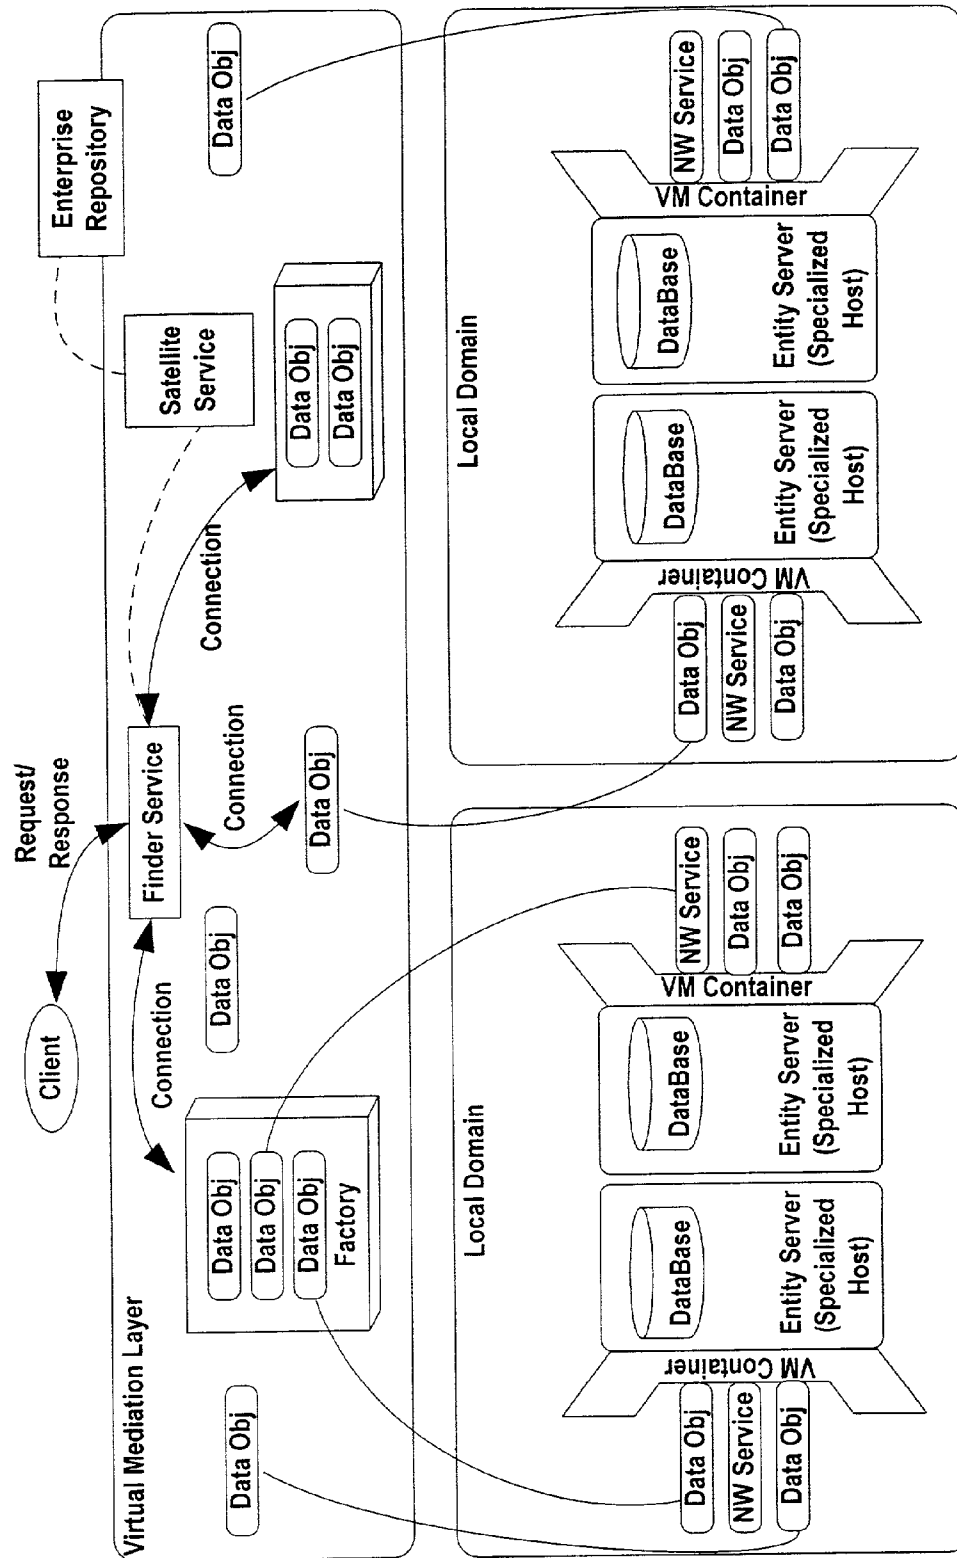 Client
Request/
Response
Enterprise
Repository
Virtual Mediation Layer
Finder Service
Satellite
Service
Connection
Connection
Connection
Data Obj
Data Obj
Data Obj
Data Obj
Factory
Data Obj
Data Obj
Data Obj
Data Obj
Data Obj
Local Domain
Data Obj
NW Service
Data Obj
VM Container
DataBase
Entity Server
(Specialized
Host)
DataBase
Entity Server
(Specialized
Host)
VM Container
NW Service
Data Obj
Data Obj
Local Domain
Data Obj
NW Service
Data Obj
VM Container
DataBase
Entity Server
(Specialized
Host)
DataBase
Entity Server
(Specialized
Host)
VM Container
NW Service
Data Obj
Data Obj